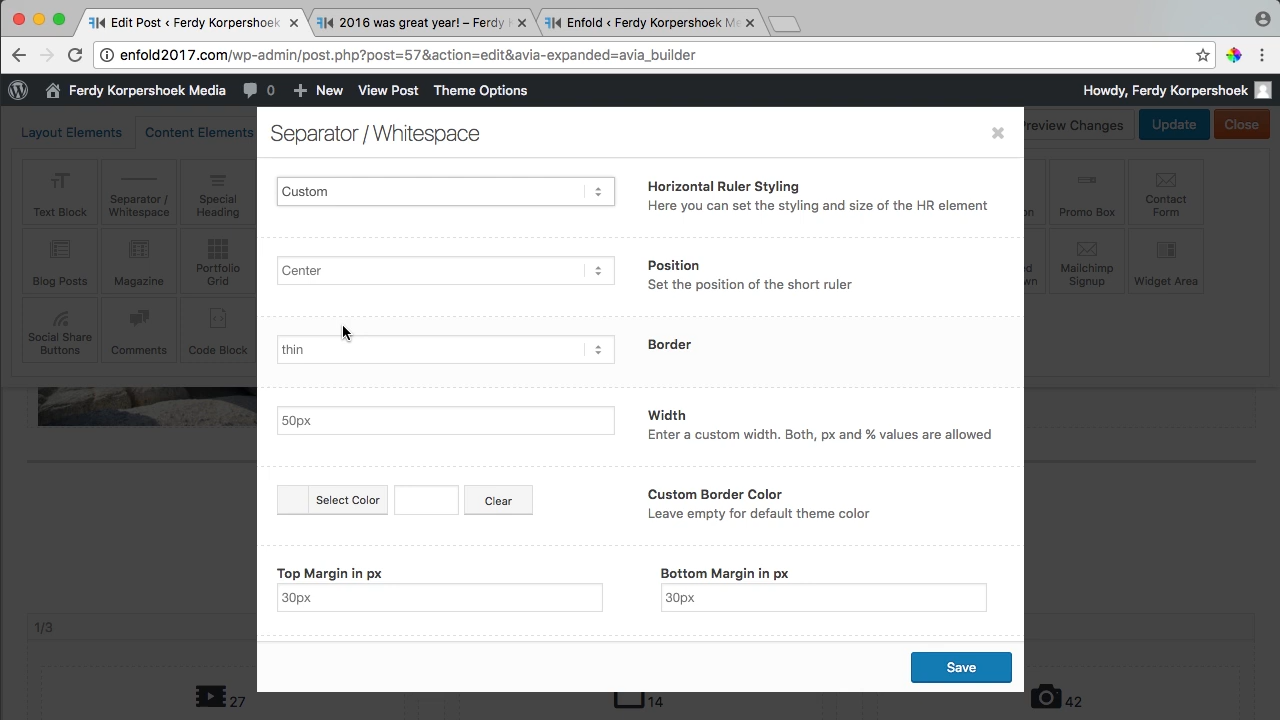 Edit Post ‹ Ferdy Korpershoek
2016 was great year! – Ferdy K
Enfold ‹ Ferdy Korpershoek Me
enfold2017.com/wp-admin/post.php?post=57&action=edit&avia-expanded=avia_builder
Ferdy Korpershoek Media
0
New
View Post
Theme Options
Howdy, Ferdy Korpershoek
Layout Elements
Content Elements
Preview Changes
Update
Close
Separator / Whitespace
Text Block
Separator / Whitespace
Special Heading
Promo Box
Contact Form
Blog Posts
Magazine
Portfolio Grid
Mailchimp Signup
Widget Area
Social Share Buttons
Comments
Code Block
Custom
Horizontal Ruler Styling
Here you can set the styling and size of the HR element
Center
Position
Set the position of the short ruler
thin
Border
50px
Width
Enter a custom width. Both, px and % values are allowed
Select Color
Clear
Custom Border Color
Leave empty for default theme color
Top Margin in px
30px
Bottom Margin in px
30px
1/3
Save
27
14
42